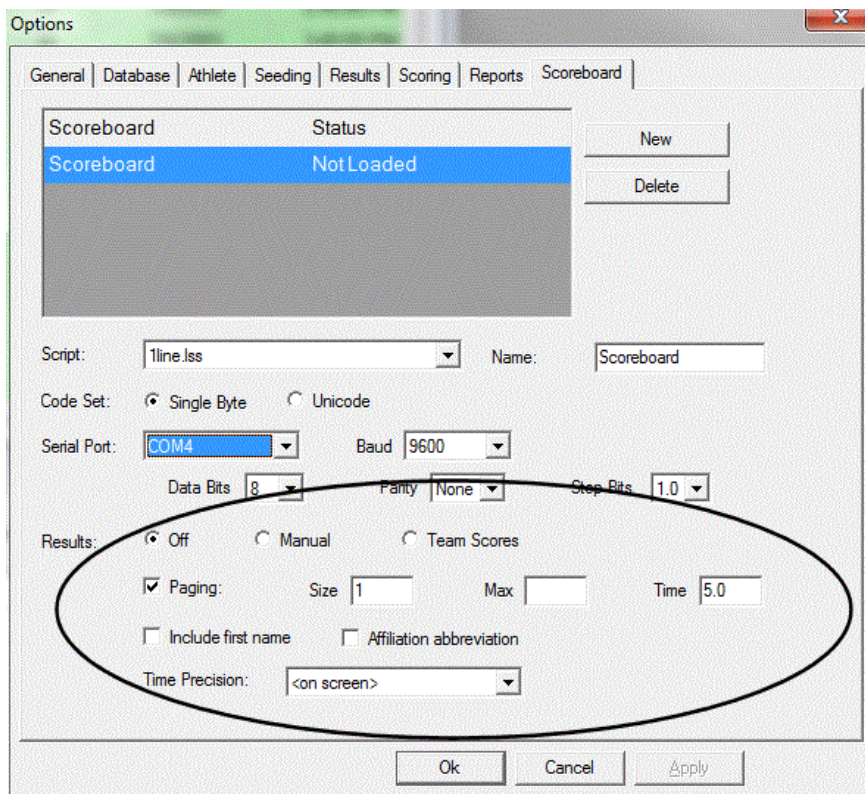 Options
General Database Athlete Seeding Results Scoring Reports Scoreboard
Scoreboard Status
Scoreboard Not Loaded
New
Delete
Script: 1line.lss Name: Scoreboard
Code Set: Single Byte Unicode
Serial Port: COM4 Baud 9600
Data Bits 8 Parity None Stop Bits 1.0
Results: Off Manual Team Scores
Paging: Size 1 Max Time 5.0
Include first name Affiliation abbreviation
Time Precision: <on screen>
Ok Cancel Apply